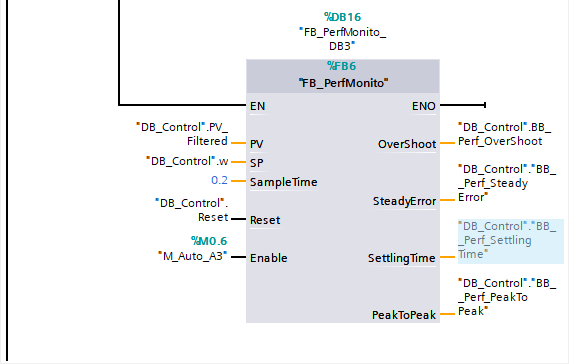 %DB16
"FB_PerfMonito_
DB3"
%FB6
"FB_PerfMonito"
EN
ENO
"DB_Control".PV_
Filtered
PV
"DB_Control".w
SP
0.2
SampleTime
"DB_Control".
Reset
Reset
%M0.6
"M_Auto_A3"
Enable
OverShoot
"DB_Control".BB_
Perf_OverShoot
SteadyError
"DB_Control"."BB_
_Perf_Steady
Error"
SettlingTime
"DB_Control"."BB_
_Perf_Settling
Time"
PeakToPeak
"DB_Control"."BB_
_Perf_PeakTo
Peak"